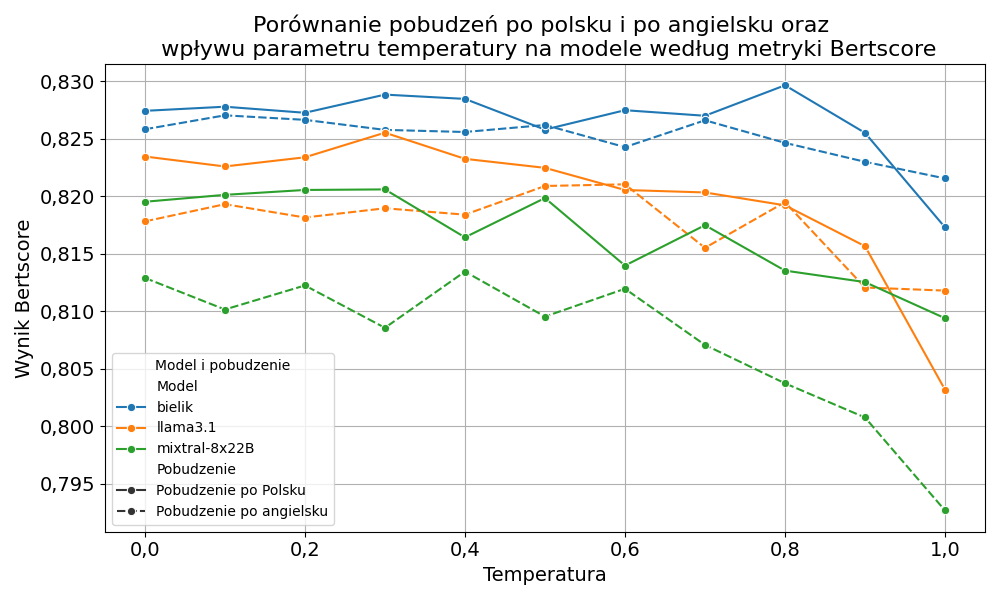 Porównanie pobudzeń po polsku i po angielsku oraz
wpływu parametru temperatury na modele według metryki Bertscore
0,830
0,825
0,820
0,815
0,810
0,805
0,800
0,795
Wynik Bertscore
Model i pobudzenie
Model
bielik
llama3.1
mixtral-8x22B
Pobudzenie
Pobudzenie po Polsku
Pobudzenie po angielsku
0,0
0,2
0,4
0,6
0,8
1,0
Temperatura